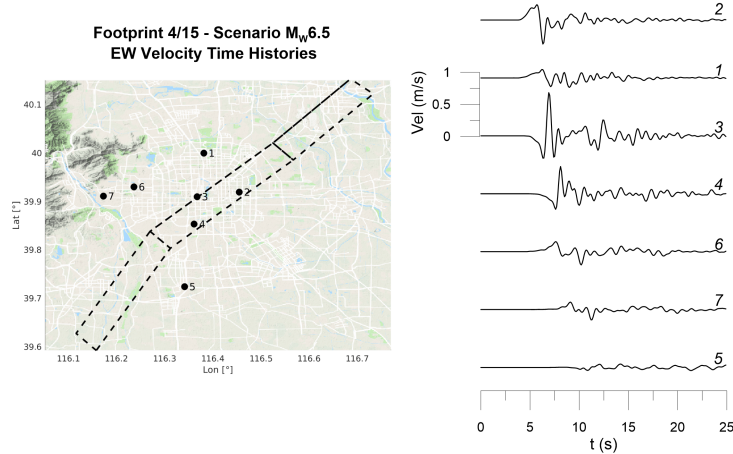 Footprint 4/15 - Scenario MW6.5
EW Velocity Time Histories
40.1
40
39.9
39.8
39.7
39.6
Lat [°]
116.1 116.2 116.3 116.4 116.5 116.6 116.7
Lon [°]
1
2
3
4
5
6
7
Vel (m/s)
1
0.5
0
2
1
3
4
6
7
5
0 5 10 15 20 25
t (s)